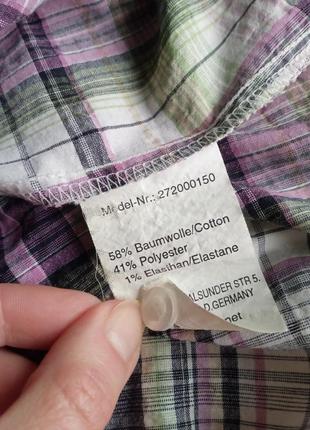 Model-Nr.: 272000150
58% Baumwolle/Cotton
41% Polyester
1% Elasthan/Elastane
ALSUNDER STR 5.
D, GERMANY
net